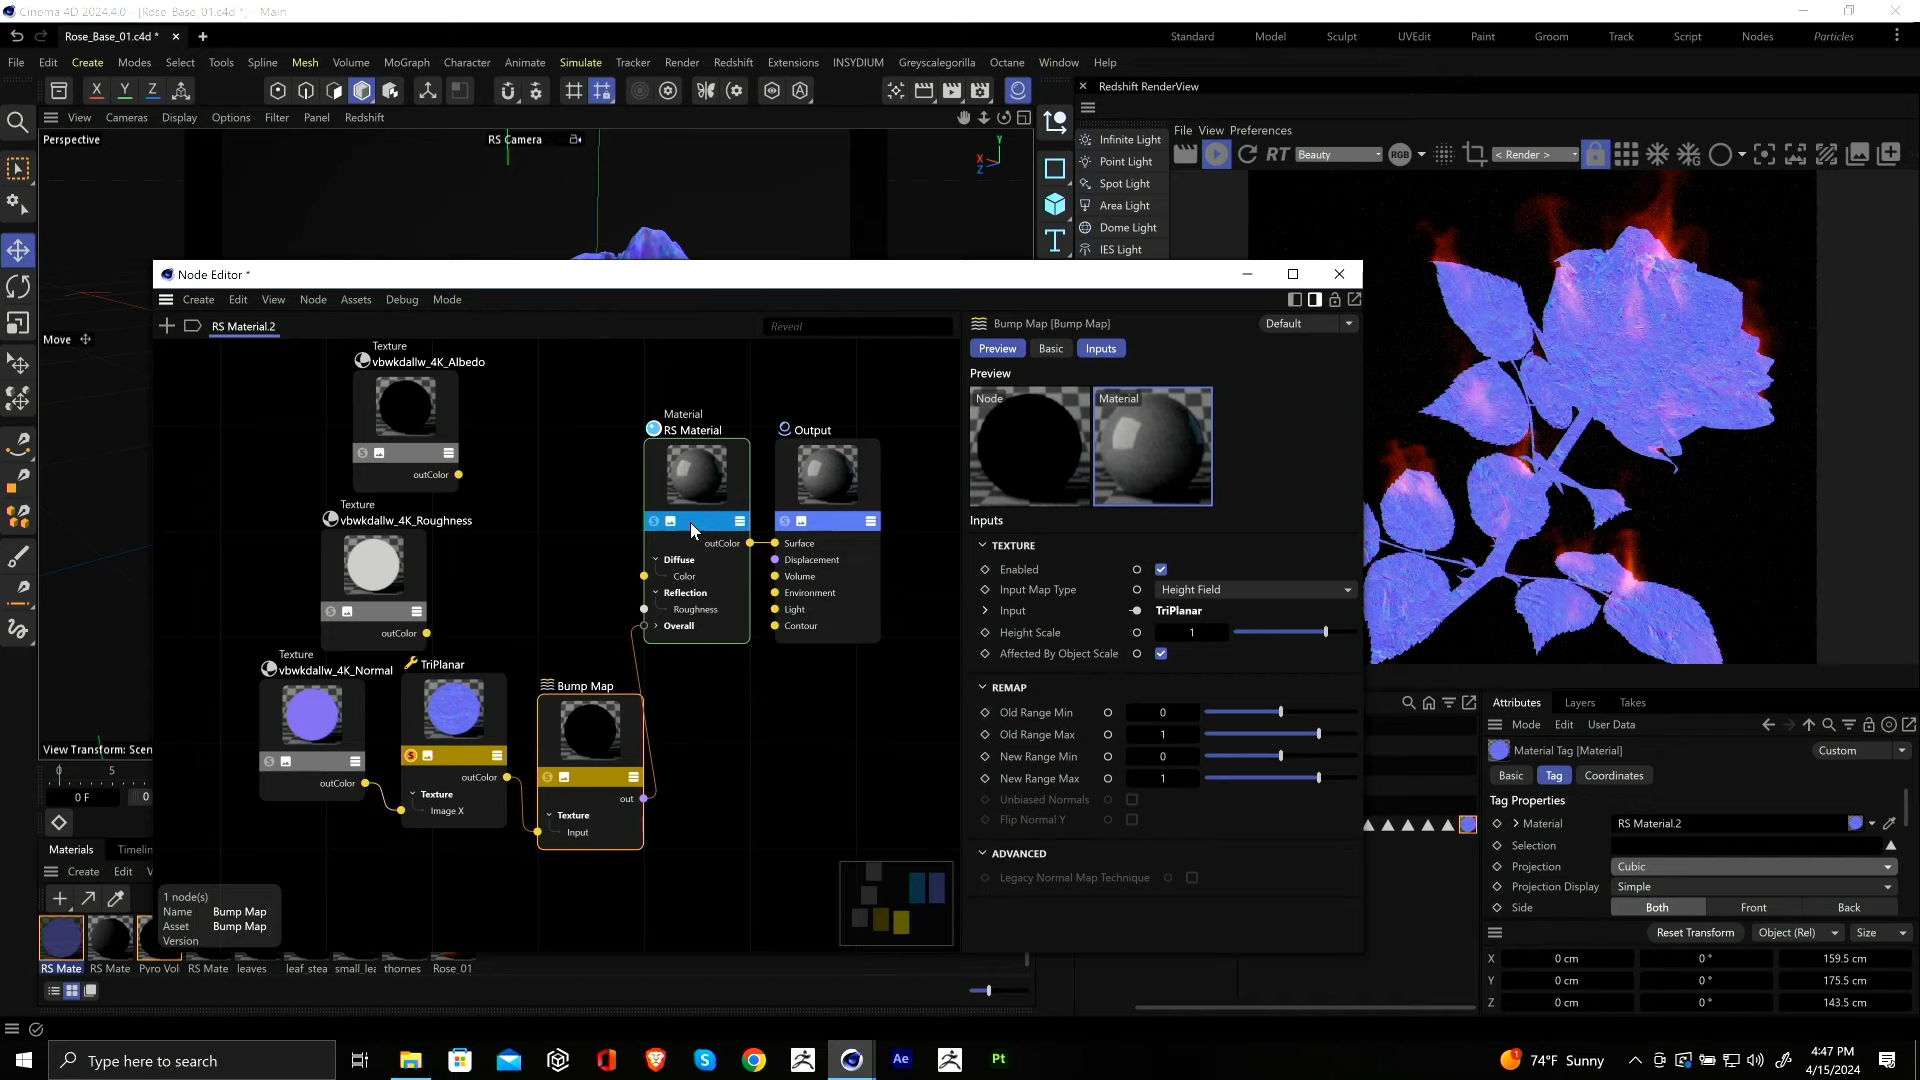 Cinema 4D 2024.4.0 - [Rose_Base_01.c4d *] - Main
Rose_Base_01.c4d *
Standard Model Sculpt UVEdit Paint Groom Track Script Nodes Particles
File Edit Create Modes Select Tools Spline Mesh Volume MoGraph Character Animate Simulate Tracker Render Redshift Extensions INSYDIUM Greyscalegorilla Octane Window Help
X Y Z
Redshift RenderView
View Cameras Display Options Filter Panel Redshift
File View Preferences
Perspective
RS Camera
Y
X
Z
Infinite Light
Point Light
Spot Light
Area Light
Dome Light
IES Light
RT Beauty RGB < Render >
Move
View Transform: Scen
0 5
0 F 0
Node Editor *
Create Edit View Node Assets Debug Mode
RS Material.2
Reveal
Texture
vbwkdallw_4K_Albedo
outColor
Texture
vbwkdallw_4K_Roughness
outColor
Texture
vbwkdallw_4K_Normal
outColor
TriPlanar
outColor
Texture
Image X
Bump Map
out
Texture
Input
Material
RS Material
outColor
Diffuse
Color
Reflection
Roughness
Overall
Output
Surface
Displacement
Volume
Environment
Light
Contour
1 node(s)
Name Bump Map
Asset Bump Map
Version
Bump Map [Bump Map]
Default
Preview Basic Inputs
Preview
Node Material
Inputs
TEXTURE
Enabled
Input Map Type Height Field
Input TriPlanar
Height Scale 1
Affected By Object Scale
REMAP
Old Range Min 0
Old Range Max 1
New Range Min 0
New Range Max 1
Unbiased Normals
Flip Normal Y
ADVANCED
Legacy Normal Map Technique
Materials Timelin
Create Edit V
RS Mate RS Mate Pyro Vol RS Mate leaves leaf_stea small_lea thornes Rose_01
Attributes Layers Takes
Mode Edit User Data
Material Tag [Material]
Custom
Basic Tag Coordinates
Tag Properties
Material RS Material.2
Selection
Projection Cubic
Projection Display Simple
Side Both Front Back
Reset Transform Object (Rel) Size
X 0 cm 0 ° 159.5 cm
Y 0 cm 0 ° 175.5 cm
Z 0 cm 0 ° 143.5 cm
Type here to search
Ae
Pt
1
74°F Sunny
4:47 PM
4/15/2024